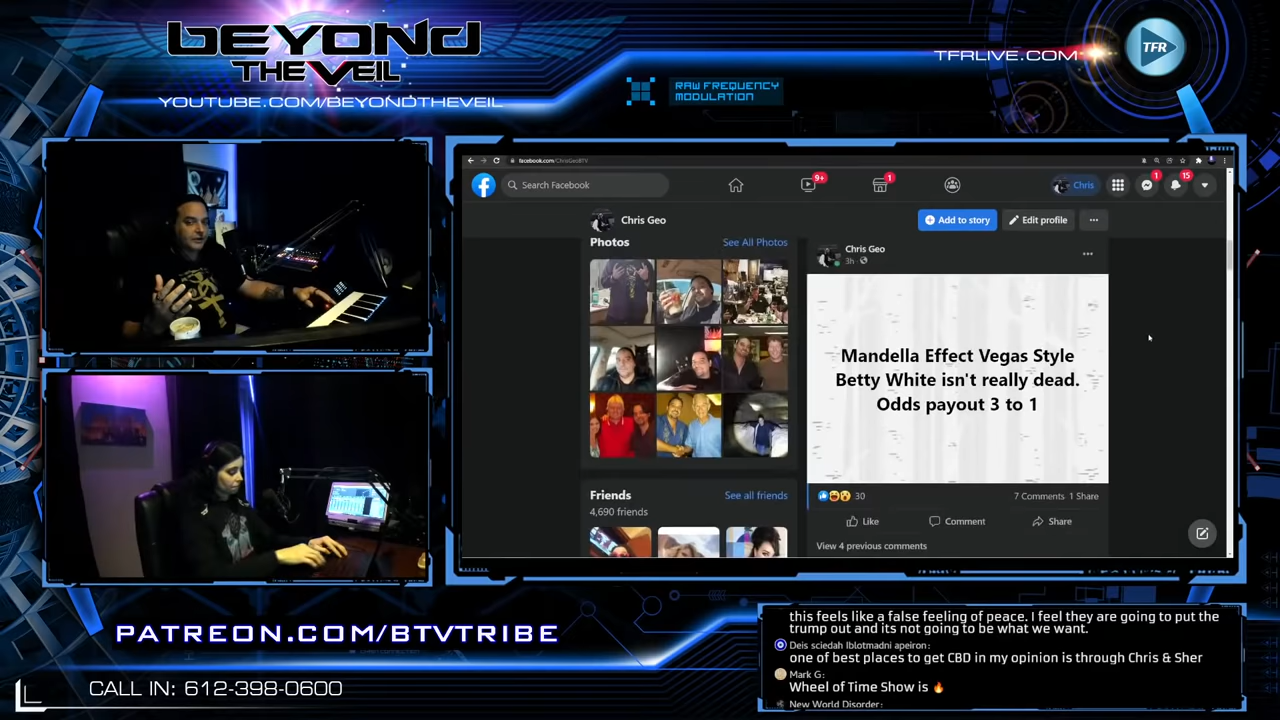 BEYOND
THE VEIL
YOUTUBE.COM/BEYONDTHEVEIL
TFRLIVE.COM
TFR
RAW FREQUENCY
MODULATION
facebook.com/ChrisGeoBTV
Search Facebook
9+
1
Chris
1
15
Chris Geo
Add to story
Edit profile
Photos
See All Photos
Chris Geo
3h
Mandella Effect Vegas Style
Betty White isn't really dead.
Odds payout 3 to 1
30
7 Comments 1 Share
Like
Comment
Share
View 4 previous comments
Friends
See all friends
4,690 friends
PATREON.COM/BTVTRIBE
CALL IN: 612-398-0600
this feels like a false feeling of peace. I feel they are going to put the
trump out and its not going to be what we want.
Deis sciedah Iblotmadni apeiron:
one of best places to get CBD in my opinion is through Chris & Sher
Mark G:
Wheel of Time Show is 🔥
New World Disorder: